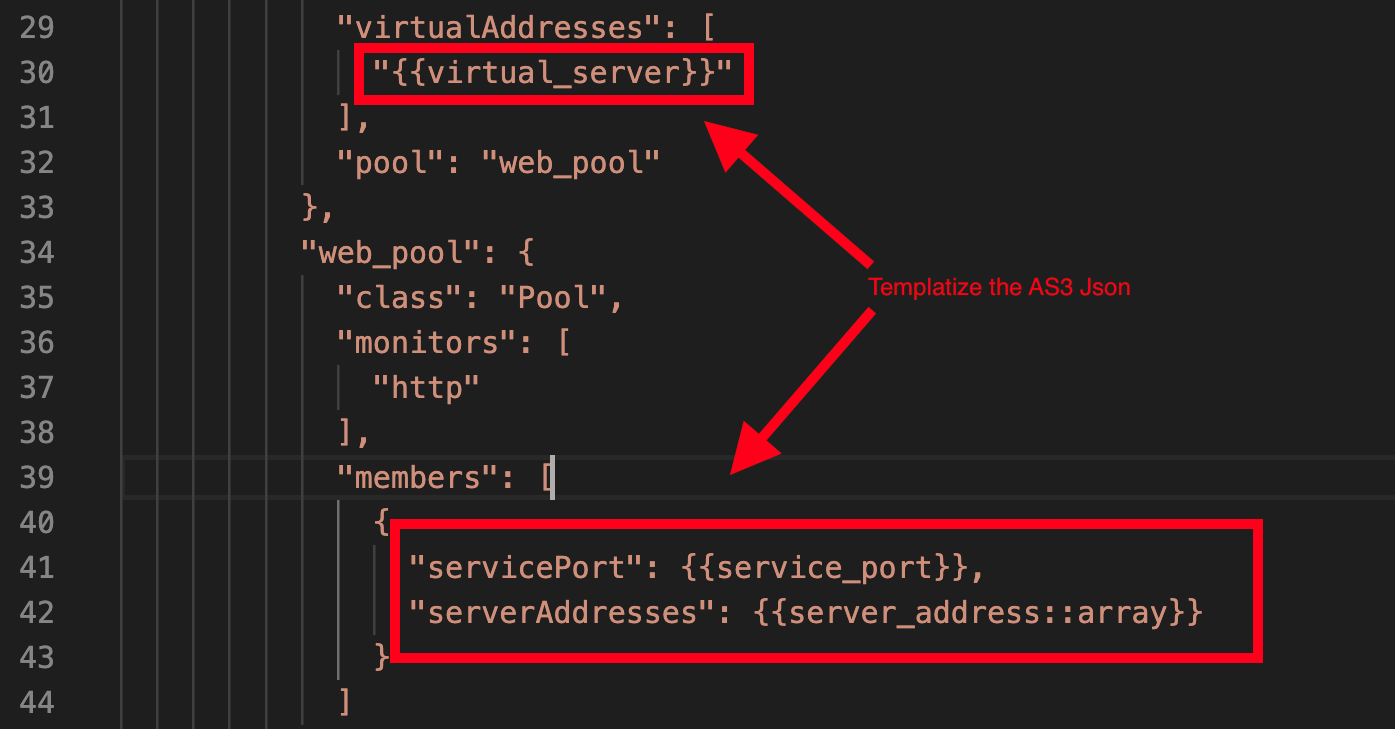 29 "virtualAddresses": [
30 "{{virtual_server}}"
31 ],
32 "pool": "web_pool"
33 },
34 "web_pool": {
35 "class": "Pool",
Templatize the AS3 Json
36 "monitors": [
37 "http"
38 ],
39 "members": [
40 {
41 "servicePort": {{service_port}},
42 "serverAddresses": {{server_address::array}}
43 }
44 ]